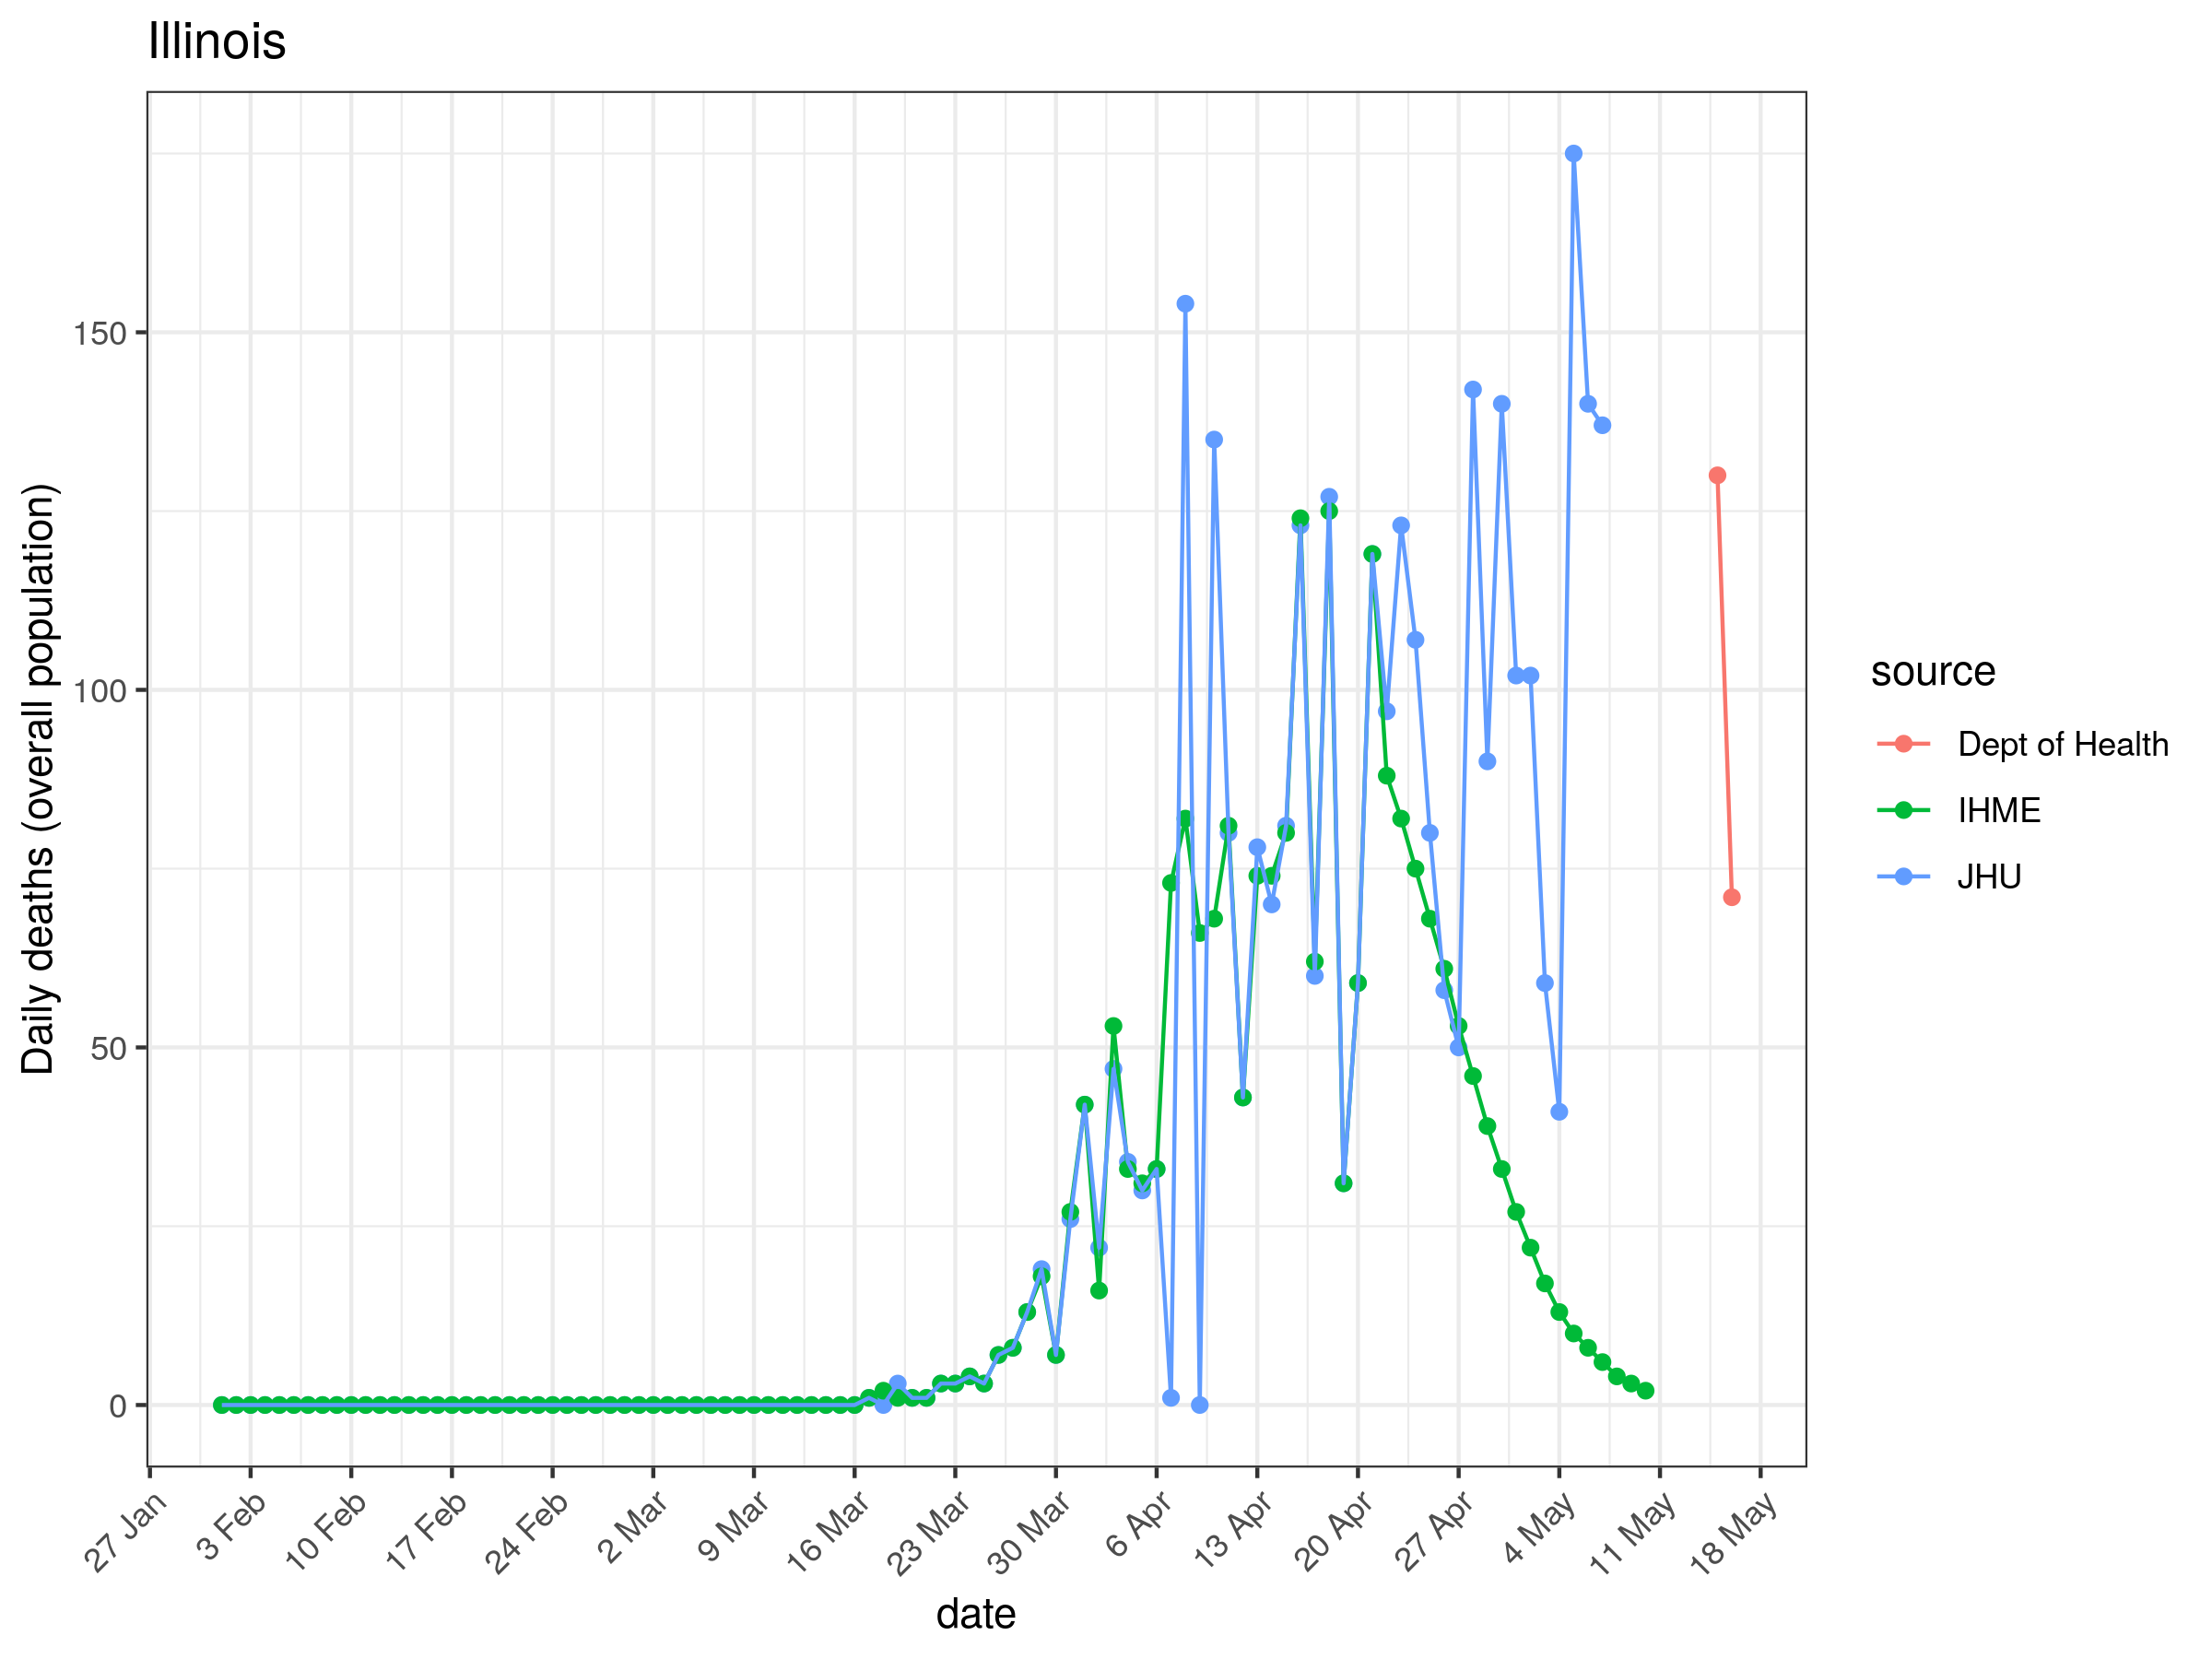 Illinois
Daily deaths (overall population)
150
100
50
0
27 Jan
3 Feb
10 Feb
17 Feb
24 Feb
2 Mar
9 Mar
16 Mar
23 Mar
30 Mar
6 Apr
13 Apr
20 Apr
27 Apr
4 May
11 May
18 May
date
source
Dept of Health
IHME
JHU